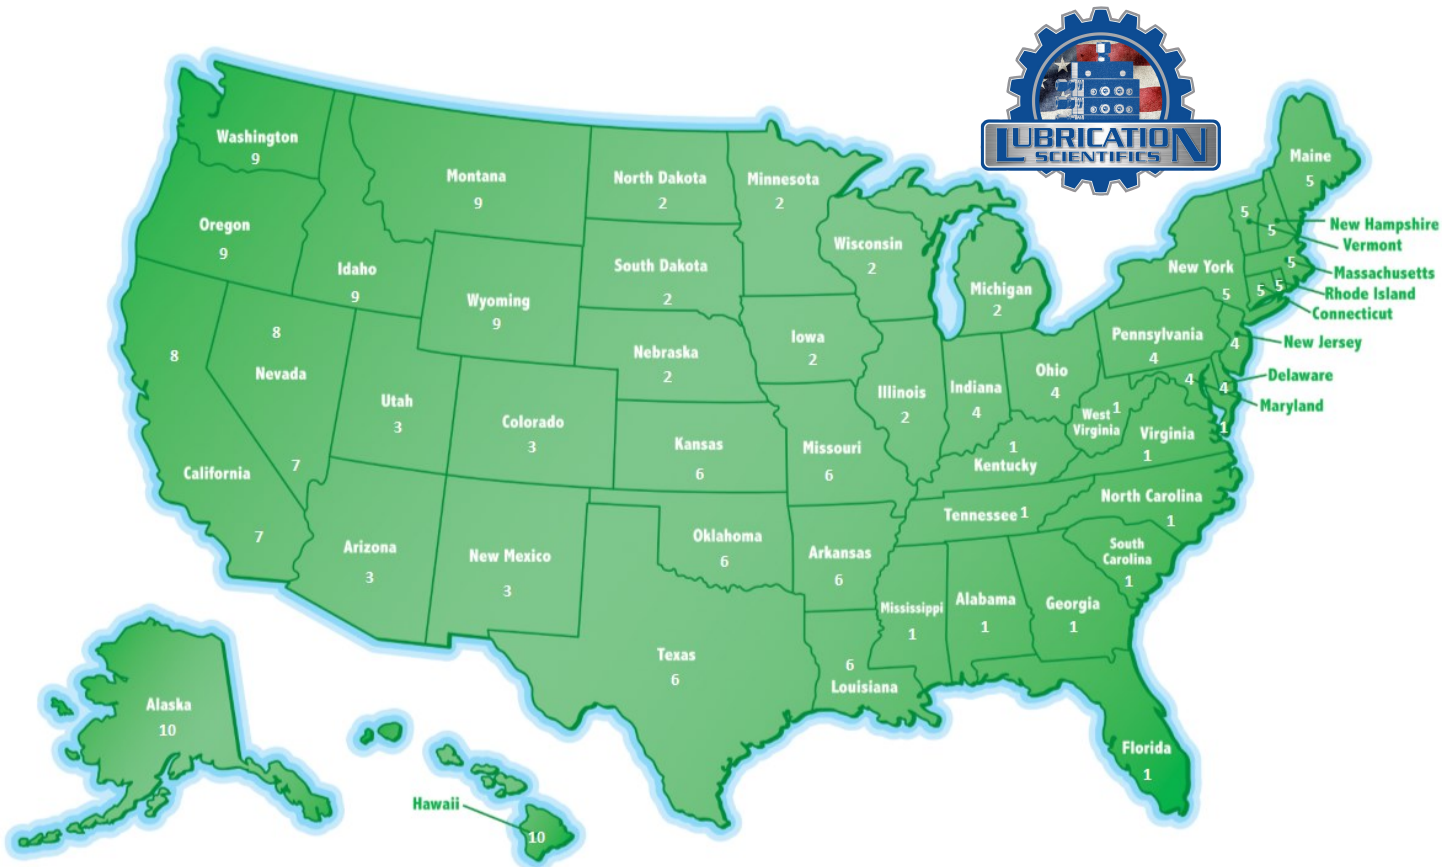 LUBRICATION
SCIENTIFICS
Washington
9
Oregon
9
Idaho
9
Montana
9
Wyoming
9
North Dakota
2
South Dakota
2
Nebraska
2
Minnesota
2
Wisconsin
2
Michigan
2
Iowa
2
Illinois
2
Indiana
4
Ohio
4
Pennsylvania
4
New York
5
Maine
5
5
5
New Hampshire
Vermont
5
Massachusetts
5
Rhode Island
5
Connecticut
4
New Jersey
4
Delaware
4
Maryland
1
8
8
Nevada
7
California
7
Utah
3
Colorado
3
Arizona
3
New Mexico
3
Kansas
6
Missouri
6
Oklahoma
6
Arkansas
6
Texas
6
6
Louisiana
1
Kentucky
West 1
Virginia
Virginia
1
Tennessee 1
North Carolina
1
South
Carolina
1
Mississippi
1
Alabama
1
Georgia
1
Florida
1
Alaska
10
Hawaii
10